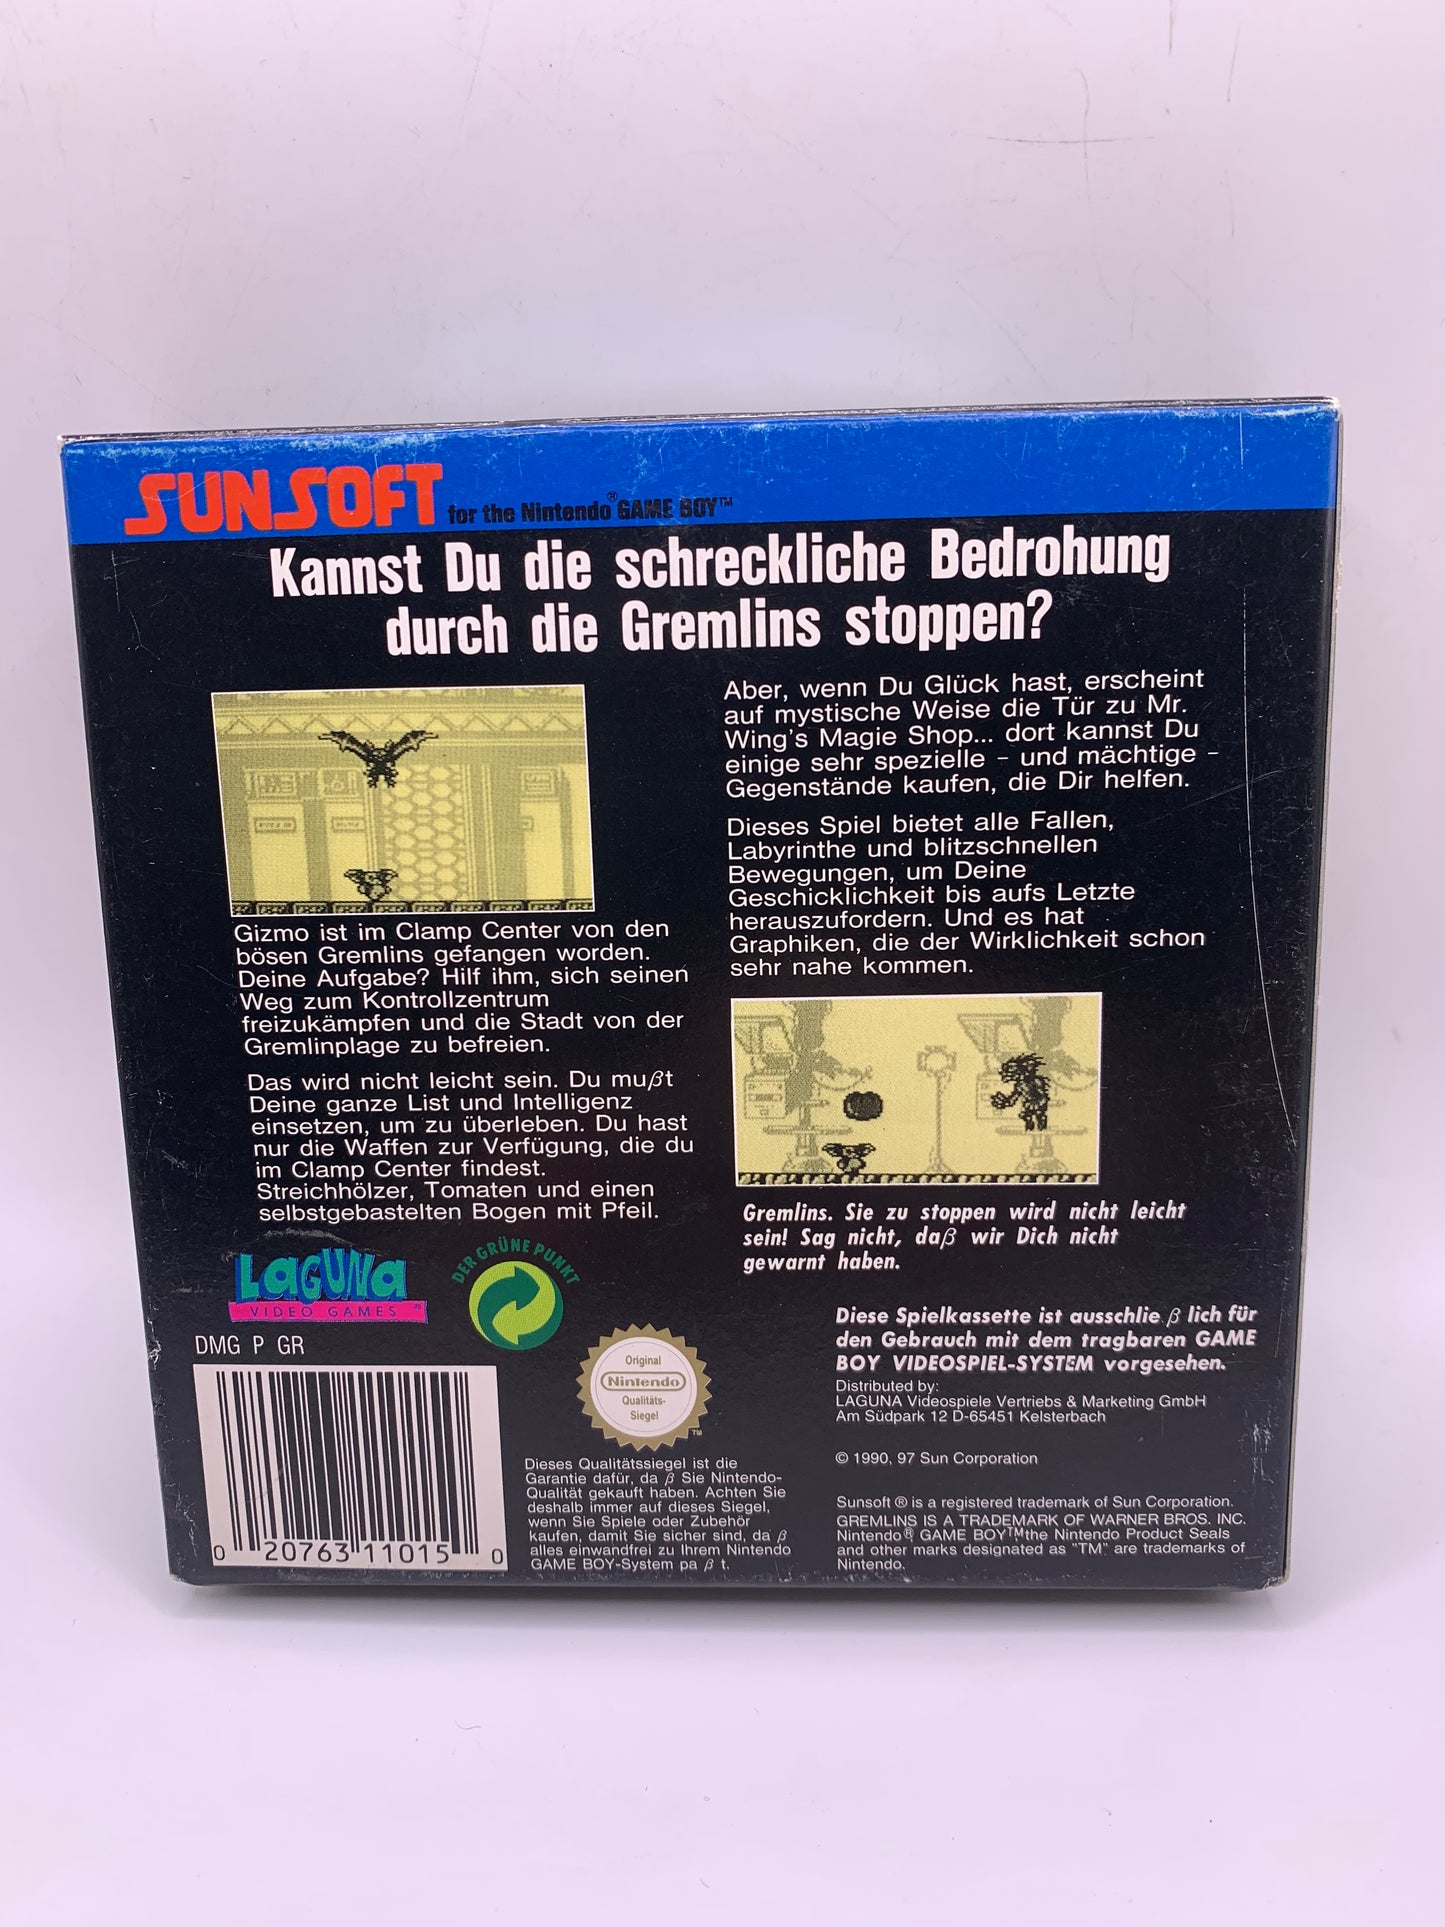 SUNSOFT for the Nintendo® GAME BOY™
Kannst Du die schreckliche Bedrohung
durch die Gremlins stoppen?
Gizmo ist im Clamp Center von den
bösen Gremlins gefangen worden.
Deine Aufgabe? Hilf ihm, sich seinen
Weg zum Kontrollzentrum
freizukämpfen und die Stadt von der
Gremlinplage zu befreien.
Das wird nicht leicht sein. Du mußt
Deine ganze List und Intelligenz
einsetzen, um zu überleben. Du hast
nur die Waffen zur Verfügung, die du
im Clamp Center findest.
Streichhölzer, Tomaten und einen
selbstgebastelten Bogen mit Pfeil.
Aber, wenn Du Glück hast, erscheint
auf mystische Weise die Tür zu Mr.
Wing's Magie Shop... dort kannst Du
einige sehr spezielle - und mächtige -
Gegenstände kaufen, die Dir helfen.
Dieses Spiel bietet alle Fallen,
Labyrinthe und blitzschnellen
Bewegungen, um Deine
Geschicklichkeit bis aufs Letzte
herauszufordern. Und es hat
Graphiken, die der Wirklichkeit schon
sehr nahe kommen.
Gremlins. Sie zu stoppen wird nicht leicht
sein! Sag nicht, daß wir Dich nicht
gewarnt haben.
LAGUNA
VIDEO GAMES ®
DER GRÜNE PUNKT
DMG P GR
0 20763 11015 0
Original
Nintendo
Qualitäts-
Siegel
™
Dieses Qualitätssiegel ist die
Garantie dafür, da ß Sie Nintendo-
Qualität gekauft haben. Achten Sie
deshalb immer auf dieses Siegel,
wenn Sie Spiele oder Zubehör
kaufen, damit Sie sicher sind, da ß
alles einwandfrei zu Ihrem Nintendo
GAME BOY-System pa ß t.
Diese Spielkassette ist ausschlie ß lich für
den Gebrauch mit dem tragbaren GAME
BOY VIDEOSPIEL-SYSTEM vorgesehen.
Distributed by:
LAGUNA Videospiele Vertriebs & Marketing GmbH
Am Südpark 12 D-65451 Kelsterbach
© 1990, 97 Sun Corporation
Sunsoft ® is a registered trademark of Sun Corporation.
GREMLINS IS A TRADEMARK OF WARNER BROS. INC.
Nintendo® GAME BOY™the Nintendo Product Seals
and other marks designated as "TM" are trademarks of
Nintendo.